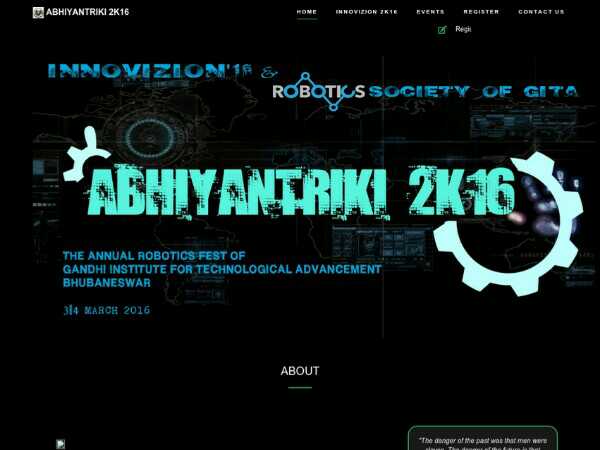 ABHIYANTRIKI 2K16
HOME INNOVIZION 2K16 EVENTS REGISTER CONTACT US
Regi
INNOVIZION'16 &
ROBOTICS SOCIETY OF GITA
ABHIYANTRIKI 2K16
THE ANNUAL ROBOTICS FEST OF
GANDHI INSTITUTE FOR TECHNOLOGICAL ADVANCEMENT
BHUBANESWAR
3|4 MARCH 2016
ABOUT
"The danger of the past was that men were
slaves. The danger of the future is that